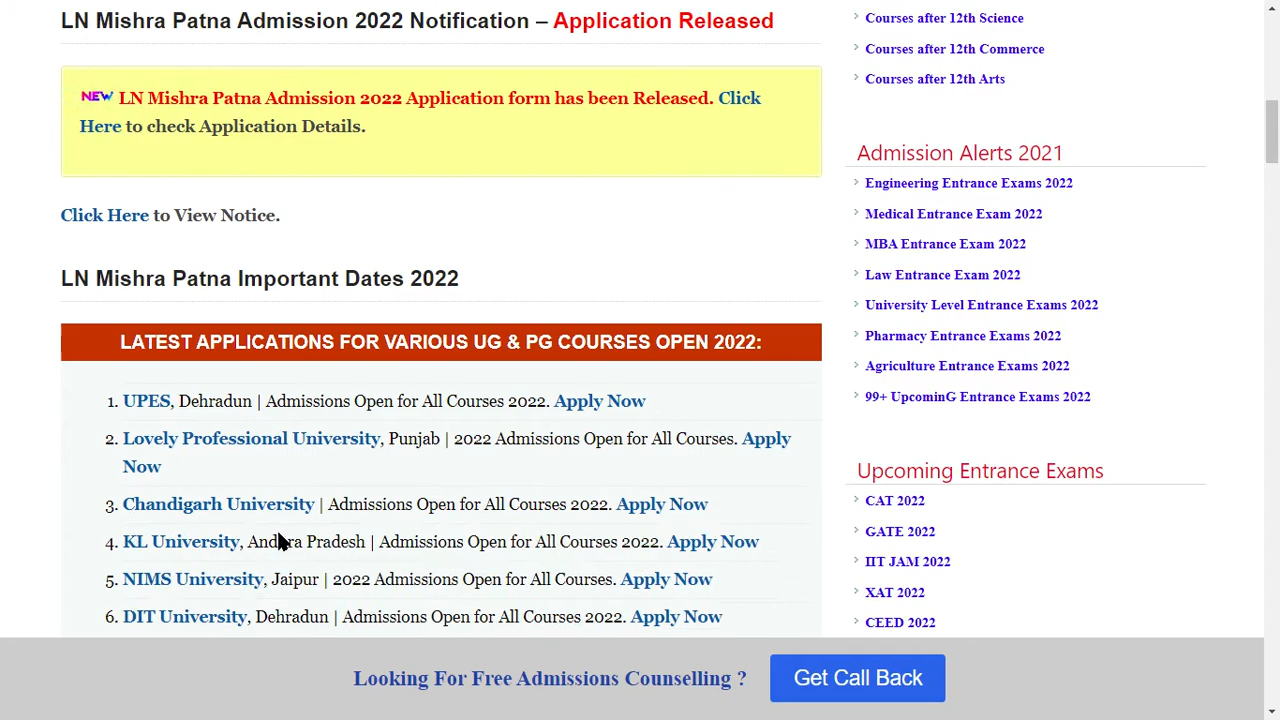 LN Mishra Patna Admission 2022 Notification – Application Released
NEW LN Mishra Patna Admission 2022 Application form has been Released. Click
Here to check Application Details.
Click Here to View Notice.
LN Mishra Patna Important Dates 2022
LATEST APPLICATIONS FOR VARIOUS UG & PG COURSES OPEN 2022:
1. UPES, Dehradun | Admissions Open for All Courses 2022. Apply Now
2. Lovely Professional University, Punjab | 2022 Admissions Open for All Courses. Apply
Now
3. Chandigarh University | Admissions Open for All Courses 2022. Apply Now
4. KL University, Andhra Pradesh | Admissions Open for All Courses 2022. Apply Now
5. NIMS University, Jaipur | 2022 Admissions Open for All Courses. Apply Now
6. DIT University, Dehradun | Admissions Open for All Courses 2022. Apply Now
Courses after 12th Science
Courses after 12th Commerce
Courses after 12th Arts
Admission Alerts 2021
Engineering Entrance Exams 2022
Medical Entrance Exam 2022
MBA Entrance Exam 2022
Law Entrance Exam 2022
University Level Entrance Exams 2022
Pharmacy Entrance Exams 2022
Agriculture Entrance Exams 2022
99+ UpcominG Entrance Exams 2022
Upcoming Entrance Exams
CAT 2022
GATE 2022
IIT JAM 2022
XAT 2022
CEED 2022
Looking For Free Admissions Counselling ?
Get Call Back